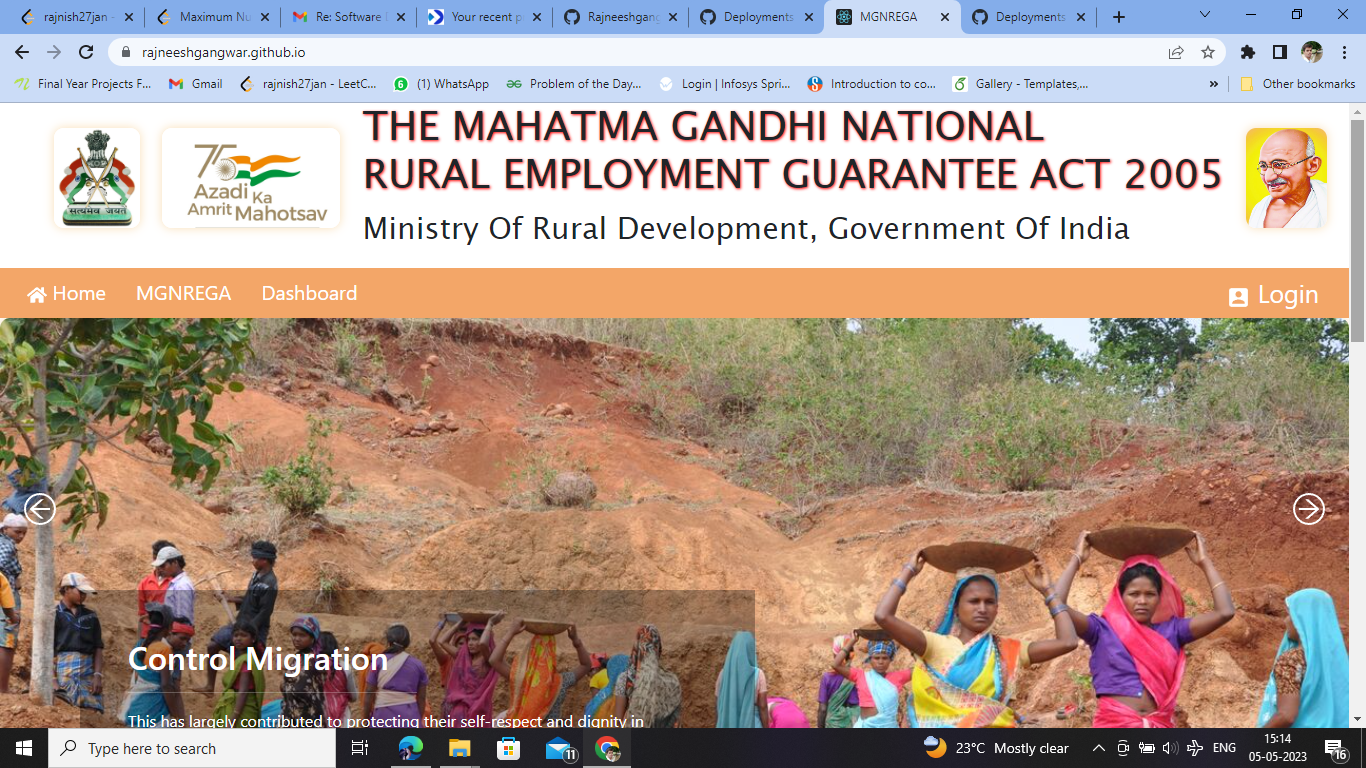 rajnish27jan -
Maximum Nu
Re: Software
Your recent p
Rajneeshgang
Deployments
MGNREGA
Deployments
rajneeshgangwar.github.io
Final Year Projects F...
Gmail
rajnish27jan - LeetC...
(1) WhatsApp
Problem of the Day...
Login | Infosys Spri...
Introduction to co...
Gallery - Templates,...
»
Other bookmarks
सत्यमेव जयते
75
Azadi Ka
Amrit Mahotsav
THE MAHATMA GANDHI NATIONAL
RURAL EMPLOYMENT GUARANTEE ACT 2005
Ministry Of Rural Development, Government Of India
Home
MGNREGA
Dashboard
Login
Control Migration
This has largely contributed to protecting their self-respect and dignity in
Type here to search
11
23°C Mostly clear
ENG
15:14
05-05-2023
16